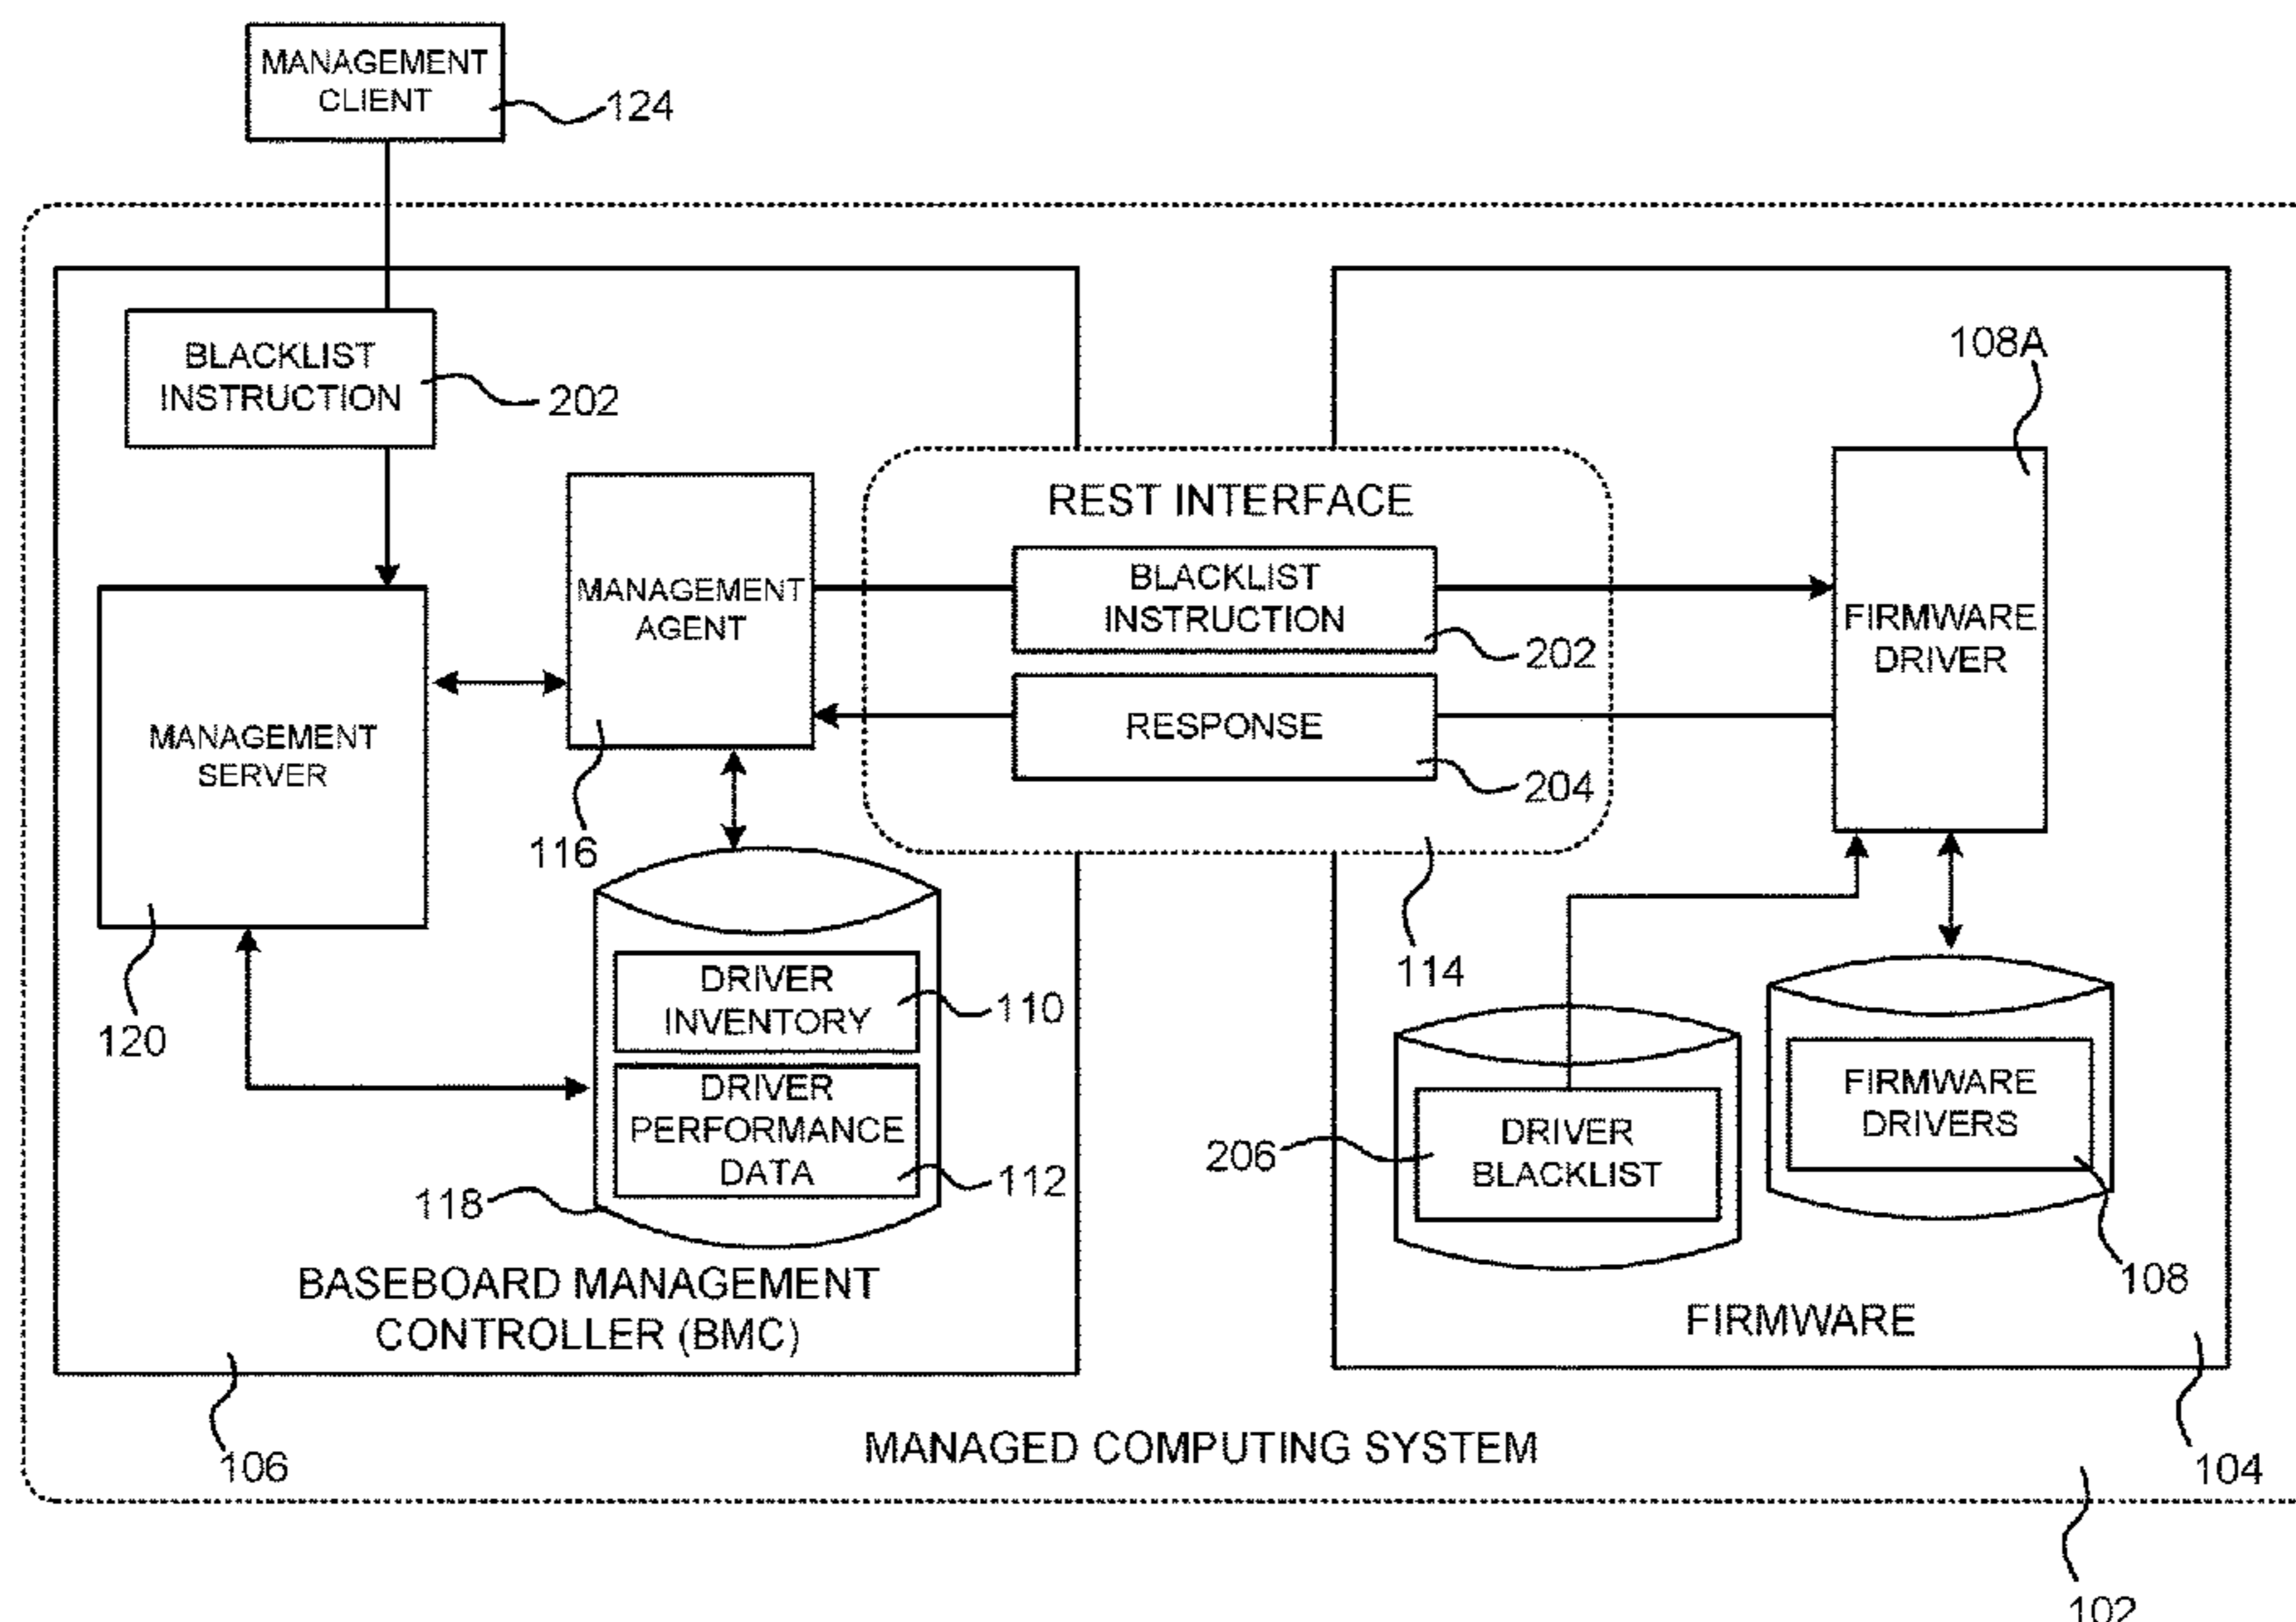 MANAGEMENT
CLIENT
124
BLACKLIST
INSTRUCTION
202
108A
REST INTERFACE
MANAGEMENT
AGENT
BLACKLIST
INSTRUCTION
202
FIRMWARE
DRIVER
MANAGEMENT
SERVER
RESPONSE
204
116
114
120
DRIVER
INVENTORY
110
DRIVER
PERFORMANCE
DATA
112
118
206
DRIVER
BLACKLIST
FIRMWARE
DRIVERS
108
BASEBOARD MANAGEMENT
CONTROLLER (BMC)
FIRMWARE
106
MANAGED COMPUTING SYSTEM
104
102